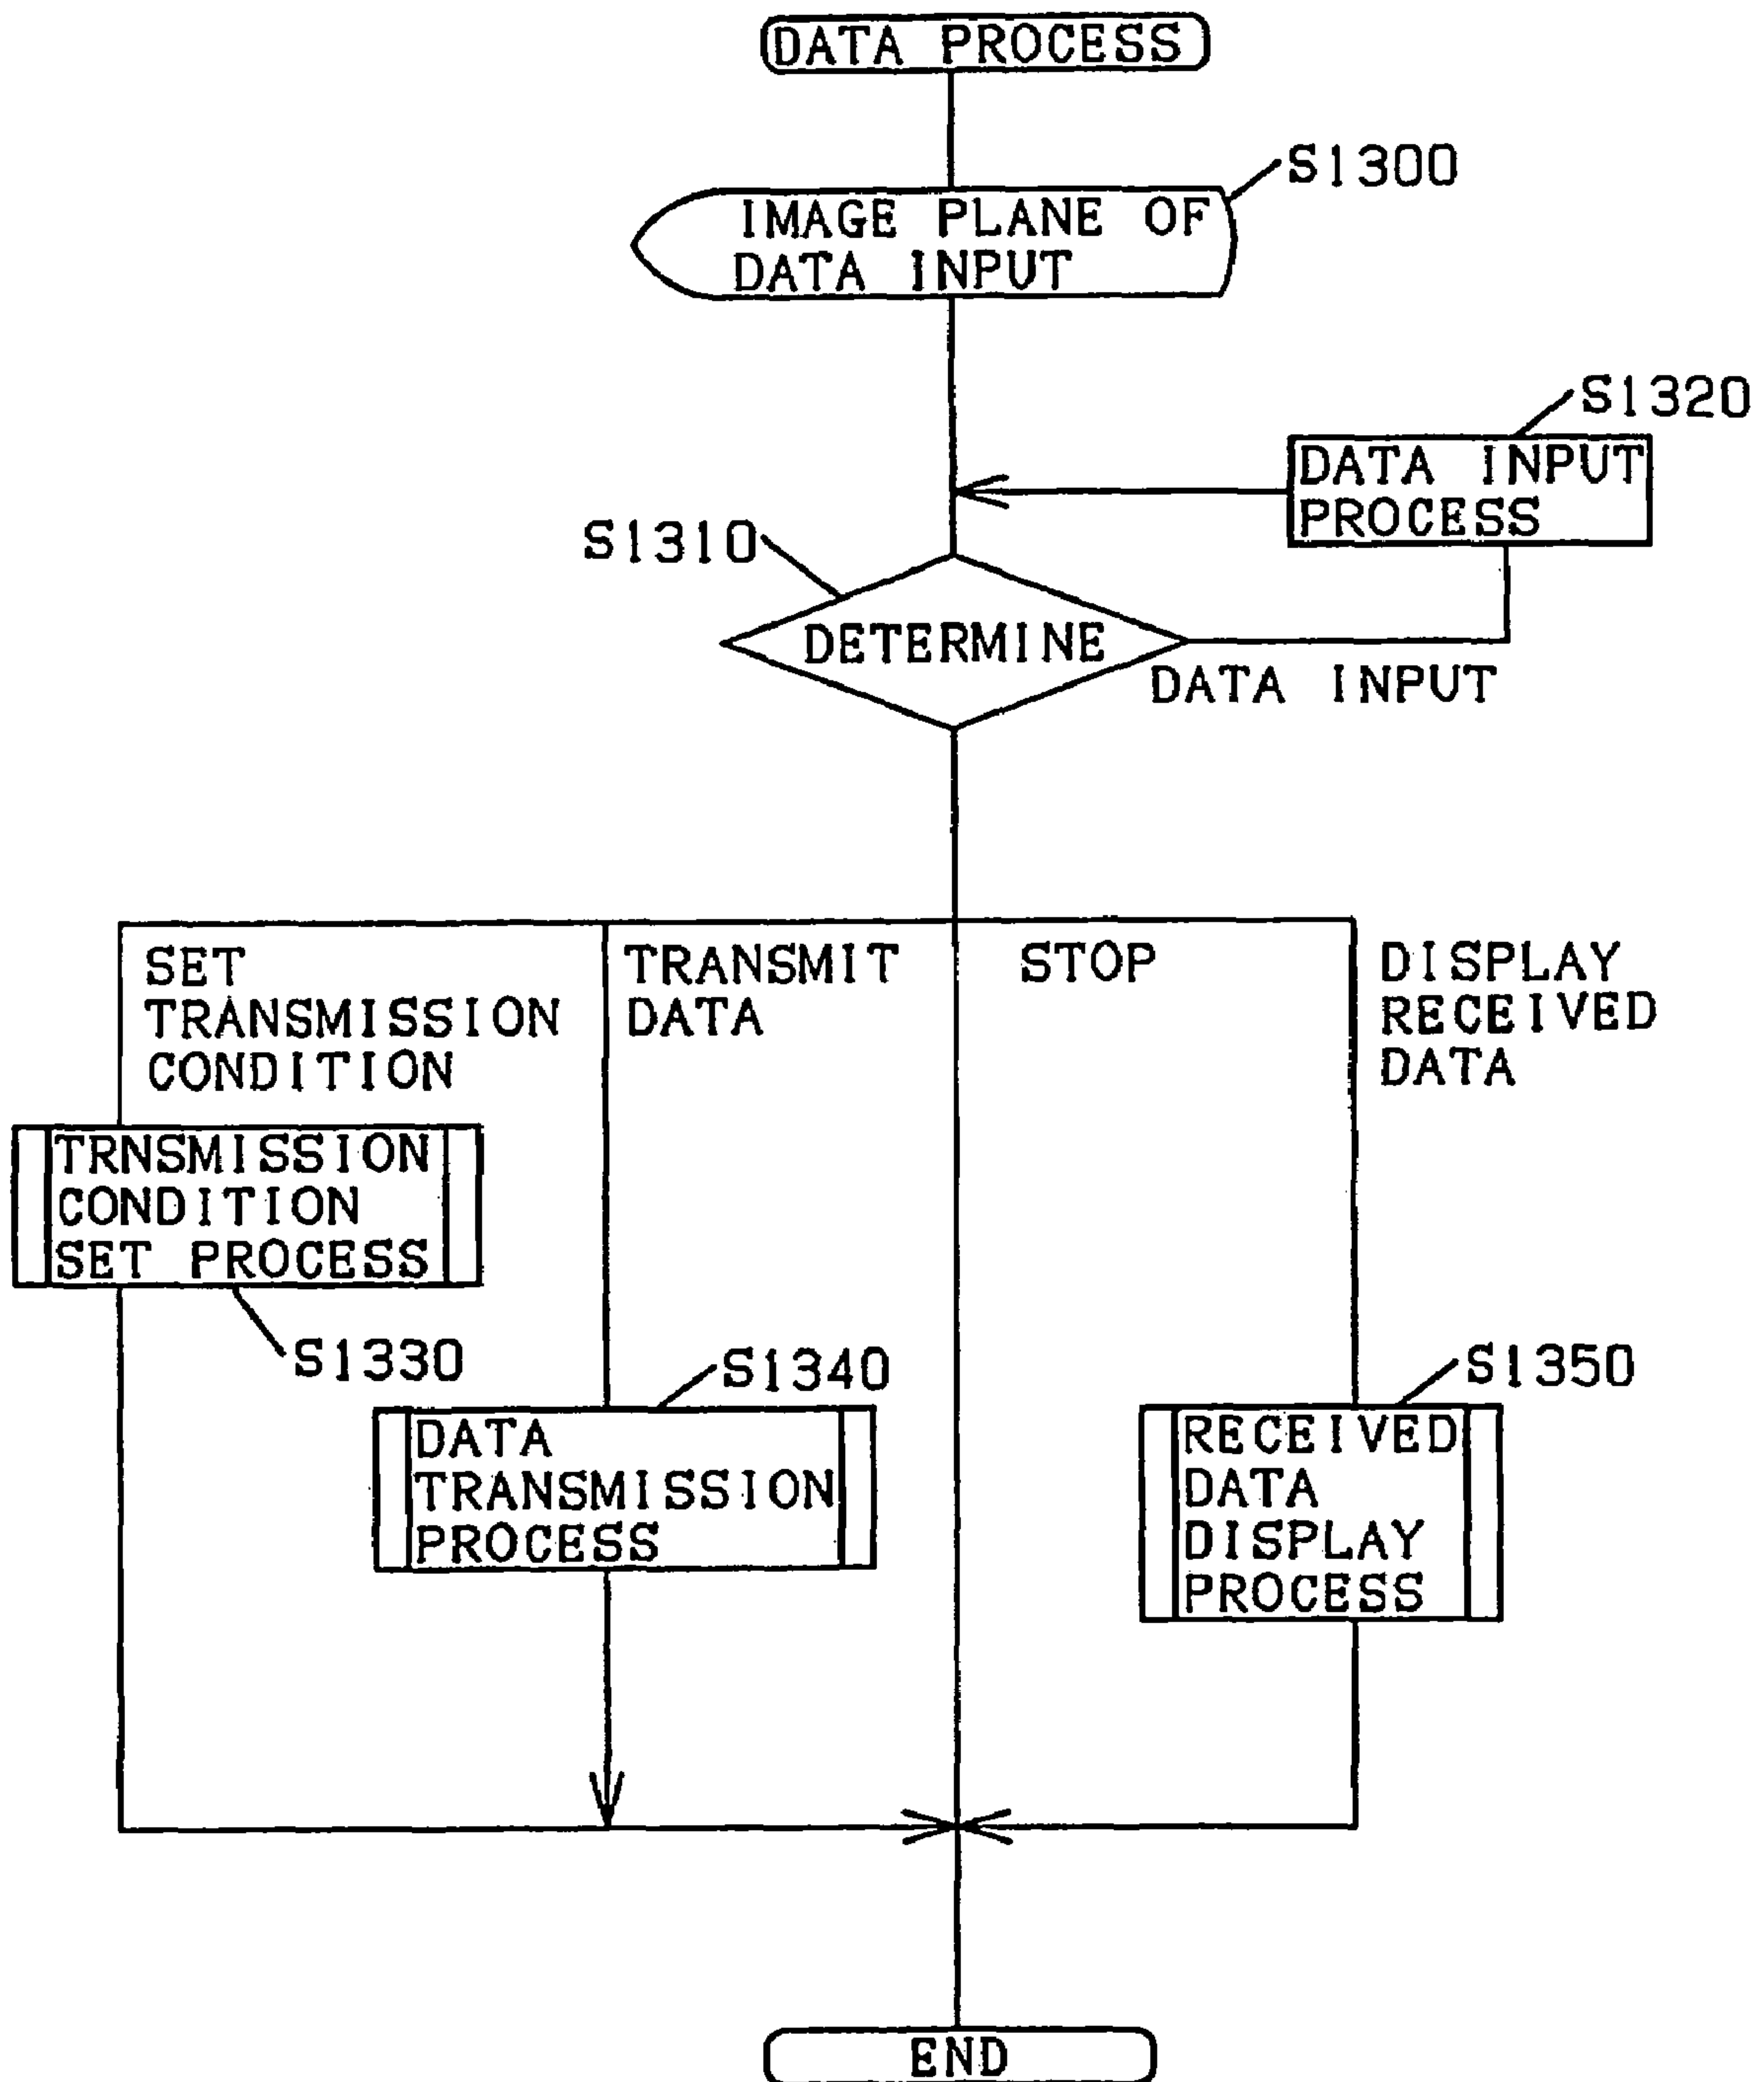 DATA PROCESS
S1300
IMAGE PLANE OF
DATA INPUT
S1320
DATA INPUT
PROCESS
S1310
DETERMINE
DATA INPUT
SET
TRANSMISSION
CONDITION
TRANSMIT
DATA
STOP
DISPLAY
RECEIVED
DATA
TRNSMISSION
CONDITION
SET PROCESS
S1330
S1340
DATA
TRANSMISSION
PROCESS
S1350
RECEIVED
DATA
DISPLAY
PROCESS
END